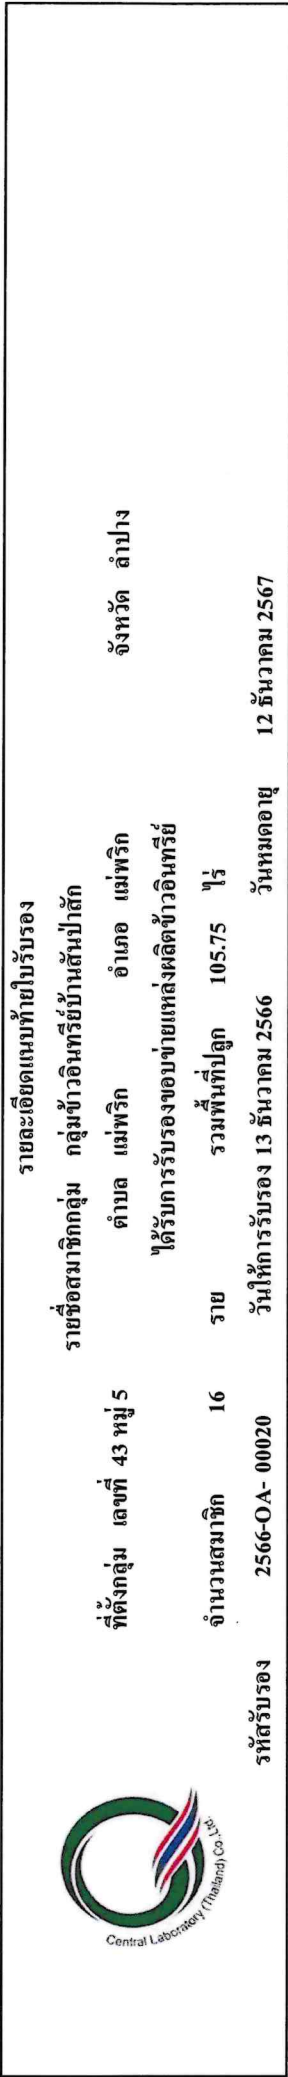 รายละเอียดแนบท้ายใบรับรอง
รายชื่อสมาชิกกลุ่ม กลุ่มข้าวอินทรีย์บ้านสันป่าสัก
ที่ตั้งกลุ่ม เลขที่ 43 หมู่ 5 ตำบล แม่พริก อำเภอ แม่พริก จังหวัด ลำปาง
ได้รับการรับรองขอบข่ายแหล่งผลิตข้าวอินทรีย์
จำนวนสมาชิก 16 ราย รวมพื้นที่ปลูก 105.75 ไร่
รหัสรับรอง 2566-OA- 00020 วันให้การรับรอง 13 ธันวาคม 2566 วันหมดอายุ 12 ธันวาคม 2567
Central Laboratory (Thailand) Co.,Ltd.